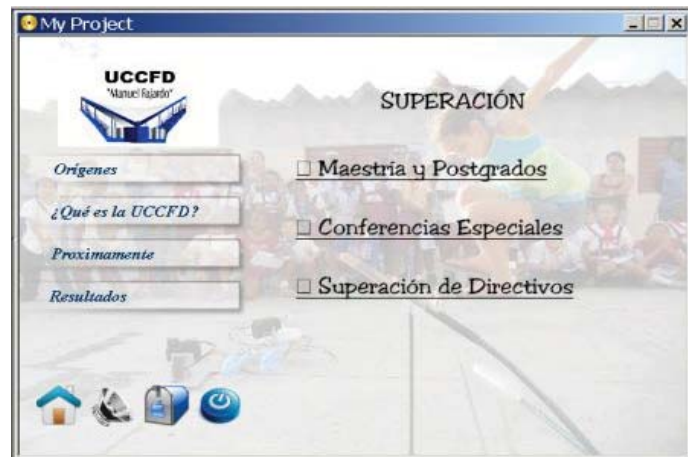 My Project
UCCFD
"Manuel Fajardo"
SUPERACIÓN
Orígenes
¿Qué es la UCCFD?
Proximamente
Resultados
Maestría y Postgrados
Conferencias Especiales
Superación de Directivos